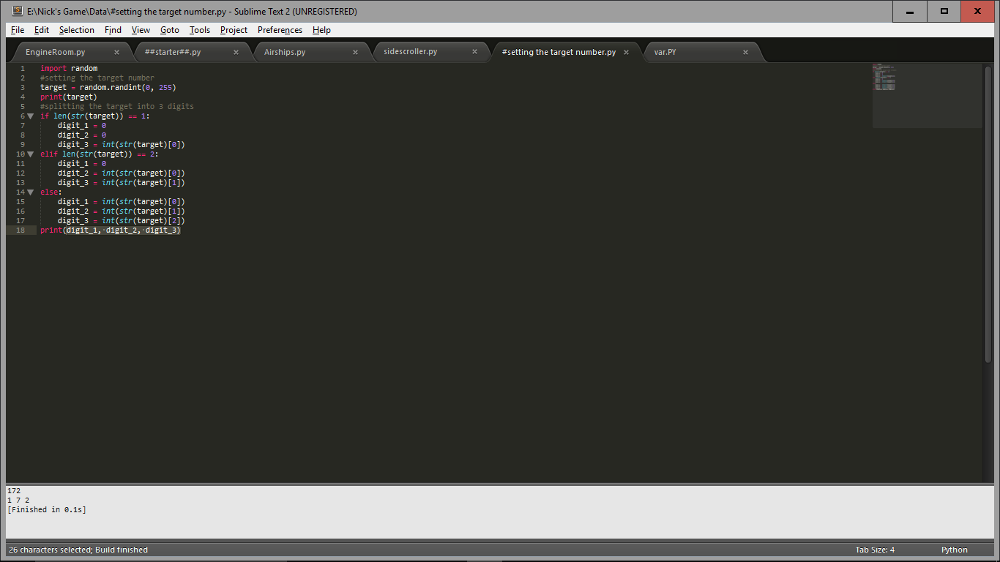 E:\Nick's Game\Data\#setting the target number.py - Sublime Text 2 (UNREGISTERED)
File Edit Selection Find View Goto Tools Project Preferences Help
EngineRoom.py × ##starter##.py × Airships.py × sidescroller.py × #setting the target number.py × var.PY ×
1 import random
2 #setting the target number
3 target = random.randint(0, 255)
4 print(target)
5 #splitting the target into 3 digits
6 if len(str(target)) == 1:
7     digit_1 = 0
8     digit_2 = 0
9     digit_3 = int(str(target)[0])
10 elif len(str(target)) == 2:
11     digit_1 = 0
12     digit_2 = int(str(target)[0])
13     digit_3 = int(str(target)[1])
14 else:
15     digit_1 = int(str(target)[0])
16     digit_2 = int(str(target)[1])
17     digit_3 = int(str(target)[2])
18 print(digit_1, digit_2, digit_3)
172
1 7 2
[Finished in 0.1s]
26 characters selected; Build finished Tab Size: 4 Python